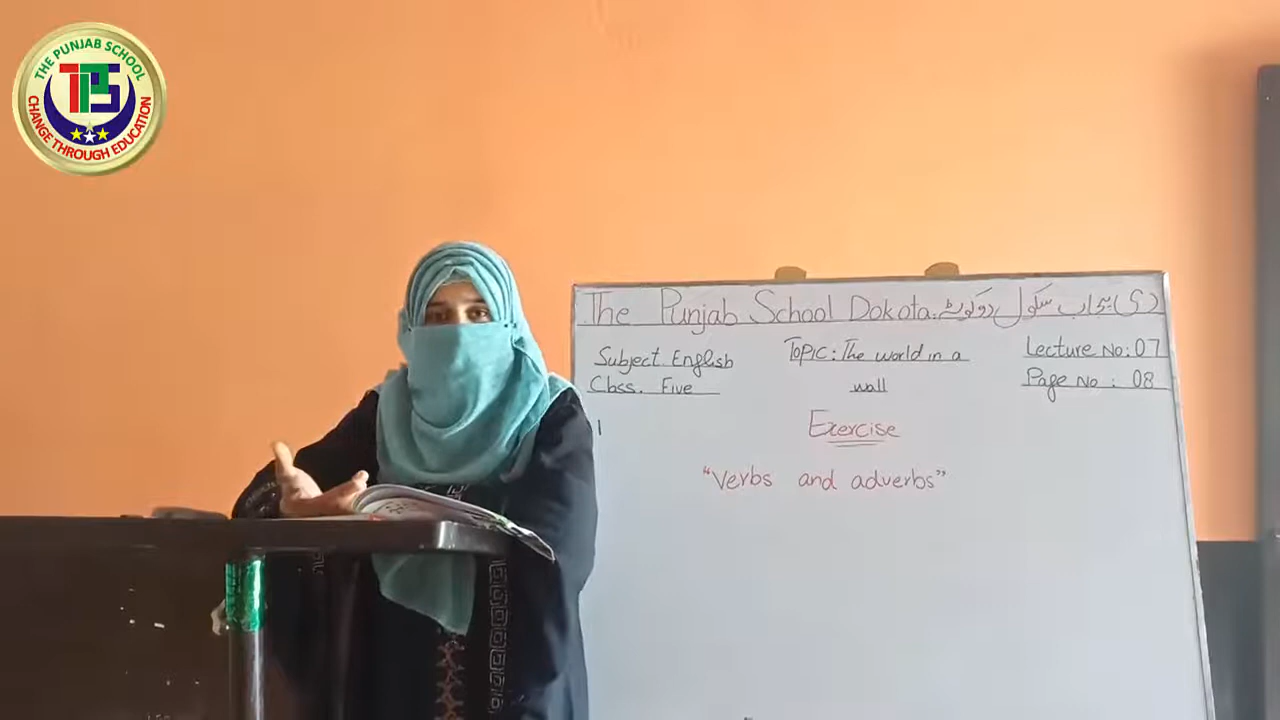 THE PUNJAB SCHOOL
TPS
CHANGE THROUGH EDUCATION
The Punjab School Dokota. دی پنجاب سکول دوکوٹہ
Subject English
Class. Five
Topic: The world in a
wall
Lecture No: 07
Page No : 08
Exercise
"Verbs and adverbs"